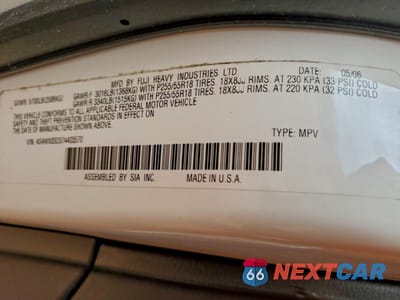 MFD BY FUJI HEAVY INDUSTRIES LTD. 05/06
GAWR:F 3016LB(1368KG) WITH P255/55R18 TIRES, 18X8JJ RIMS, AT 230 KPA (33 PSI) COLD
GAWR:R 3340LB(1515KG) WITH P255/55R18 TIRES, 18X8JJ RIMS, AT 220 KPA (32 PSI) COLD
THIS VEHICLE CONFORMS TO ALL APPLICABLE FEDERAL MOTOR VEHICLE
SAFETY AND THEFT PREVENTION STANDARDS IN EFFECT ON THE DATE OF
MANUFACTURE SHOWN ABOVE.
VIN: TYPE: MPV
ASSEMBLED BY SIA INC. MADE IN U.S.A.
66 NEXTCAR